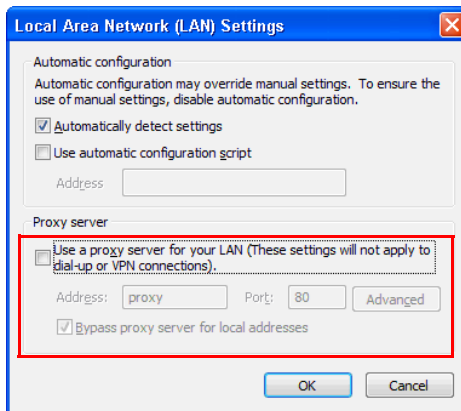 Local Area Network (LAN) Settings
Automatic configuration
Automatic configuration may override manual settings. To ensure the
use of manual settings, disable automatic configuration.
Automatically detect settings
Use automatic configuration script
Address
Proxy server
Use a proxy server for your LAN (These settings will not apply to
dial-up or VPN connections).
Address: proxy Port: 80 Advanced
Bypass proxy server for local addresses
OK Cancel